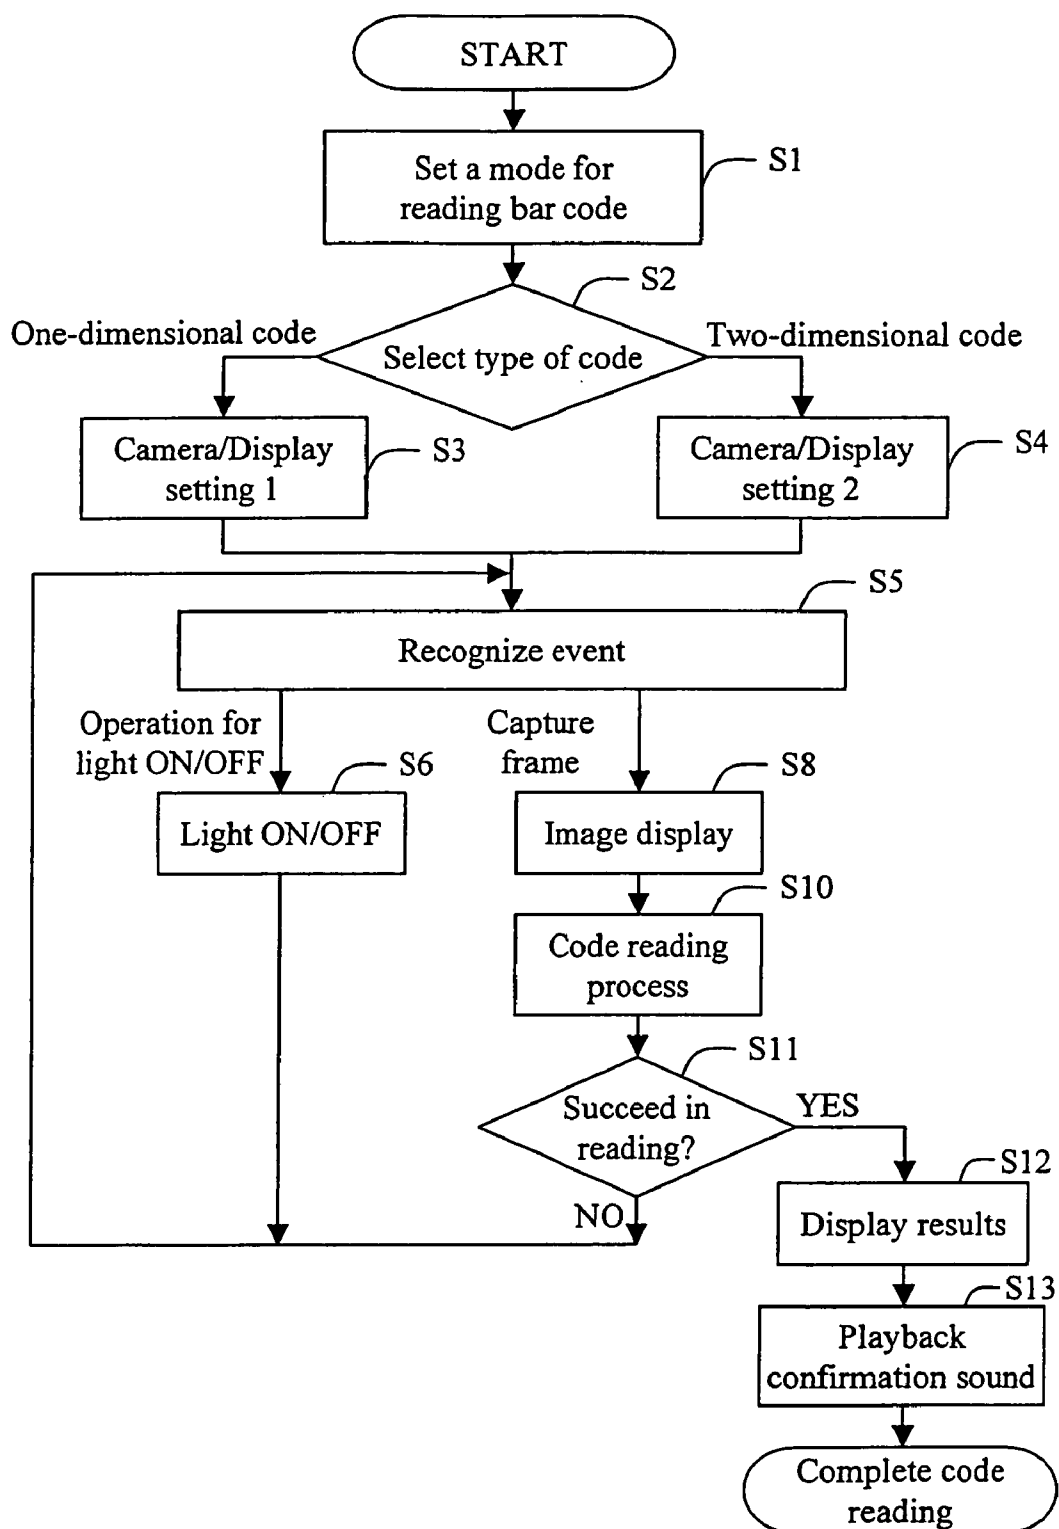 START
Set a mode for
reading bar code
S1
S2
One-dimensional code
Select type of code
Two-dimensional code
Camera/Display
setting 1
S3
Camera/Display
setting 2
S4
S5
Recognize event
Operation for
light ON/OFF
Capture
frame
S6
S8
Light ON/OFF
Image display
S10
Code reading
process
S11
Succeed in
reading?
YES
NO
S12
Display results
S13
Playback
confirmation sound
Complete code
reading